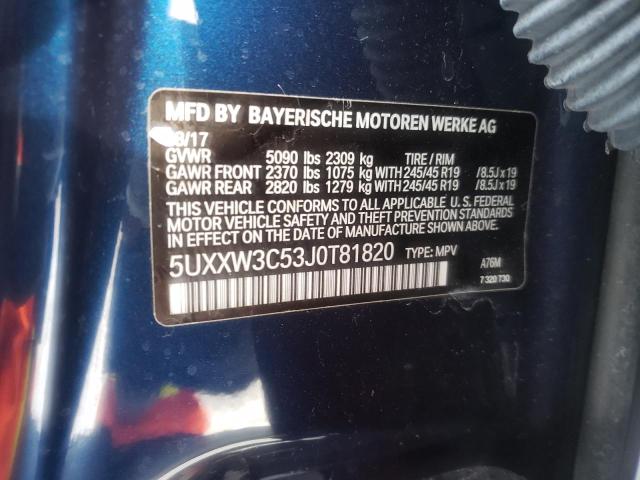 MFD BY BAYERISCHE MOTOREN WERKE AG
8/17
GVWR 5090 lbs 2309 kg TIRE / RIM
GAWR FRONT 2370 lbs 1075 kg WITH 245/45 R19 /8.5J x 19
GAWR REAR 2820 lbs 1279 kg WITH 245/45 R19 /8.5J x 19
THIS VEHICLE CONFORMS TO ALL APPLICABLE U.S. FEDERAL
MOTOR VEHICLE SAFETY AND THEFT PREVENTION STANDARDS
IN EFFECT ON THE DATE OF MANUFACTURE SHOWN ABOVE.
5UXXW3C53J0T81820 TYPE: MPV A76M
7 320 730